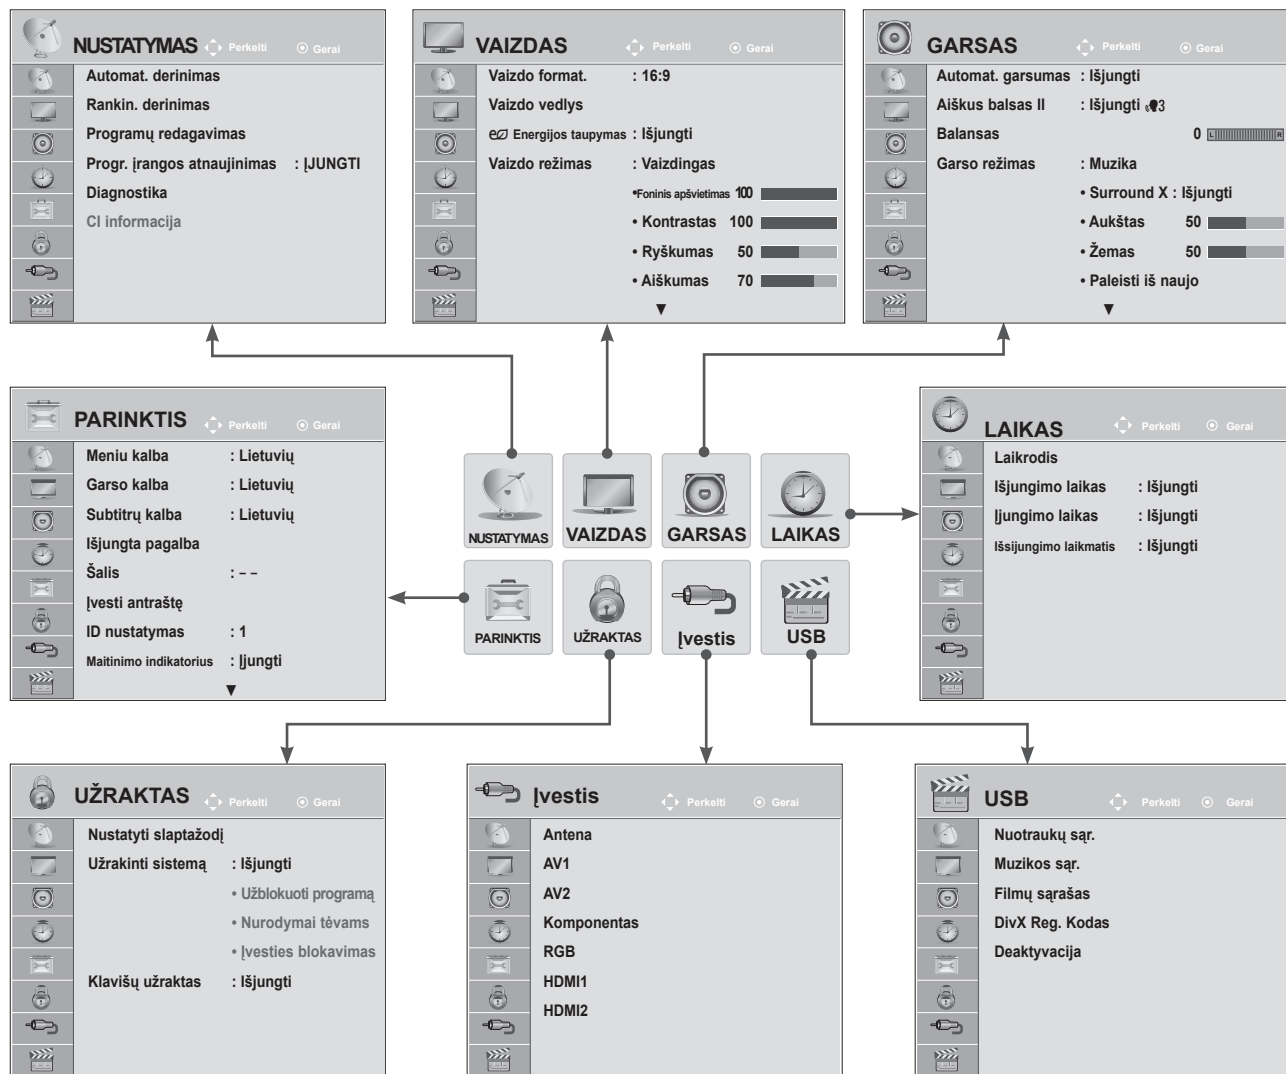 NUSTATYMAS Perkelti Gerai
Automat. derinimas
Rankin. derinimas
Programų redagavimas
Progr. įrangos atnaujinimas : ĮJUNGTI
Diagnostika
CI informacija
VAIZDAS Perkelti Gerai
Vaizdo format. : 16:9
Vaizdo vedlys
Energijos taupymas : Išjungti
Vaizdo režimas : Vaizdingas
•Foninis apšvietimas 100
• Kontrastas 100
• Ryškumas 50
• Aiškumas 70
▼
GARSAS Perkelti Gerai
Automat. garsumas : Išjungti
Aiškus balsas II : Išjungti 3
Balansas 0 L R
Garso režimas : Muzika
• Surround X : Išjungti
• Aukštas 50
• Žemas 50
• Paleisti iš naujo
▼
PARINKTIS Perkelti Gerai
Meniu kalba : Lietuvių
Garso kalba : Lietuvių
Subtitrų kalba : Lietuvių
Išjungta pagalba
Šalis : – –
Įvesti antraštę
ID nustatymas : 1
Maitinimo indikatorius : Įjungti
▼
NUSTATYMAS VAIZDAS GARSAS LAIKAS
PARINKTIS UŽRAKTAS Įvestis USB
LAIKAS Perkelti Gerai
Laikrodis
Išjungimo laikas : Išjungti
Įjungimo laikas : Išjungti
Išsijungimo laikmatis : Išjungti
UŽRAKTAS Perkelti Gerai
Nustatyti slaptažodį
Užrakinti sistemą : Išjungti
• Užblokuoti programą
• Nurodymai tėvams
• Įvesties blokavimas
Klavišų užraktas : Išjungti
Įvestis Perkelti Gerai
Antena
AV1
AV2
Komponentas
RGB
HDMI1
HDMI2
USB Perkelti Gerai
Nuotraukų sąr.
Muzikos sąr.
Filmų sąrašas
DivX Reg. Kodas
Deaktyvacija